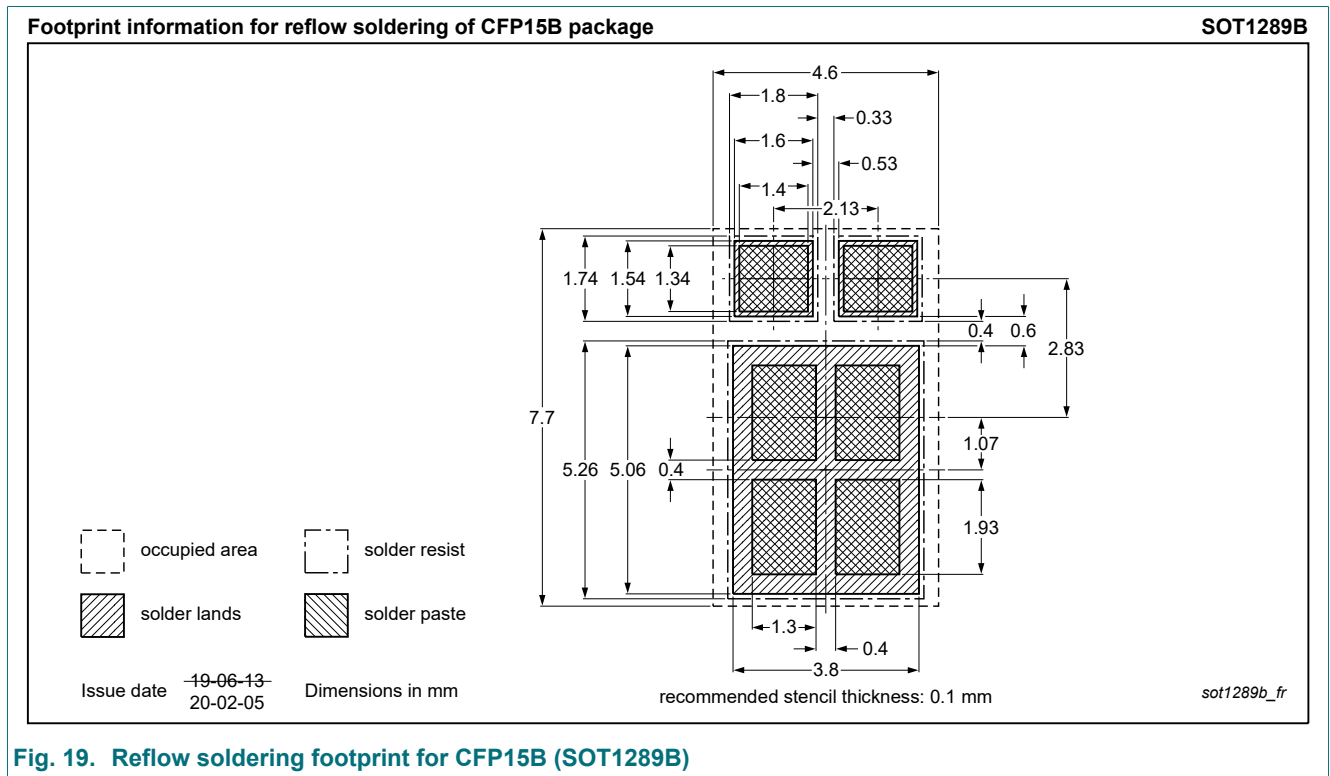 Footprint information for reflow soldering of CFP15B package SOT1289B
4.6
1.8
0.33
1.6
0.53
1.4
2.13
1.74 1.54 1.34
0.4 0.6
2.83
7.7
1.07
5.26 5.06 0.4
1.93
occupied area solder resist
solder lands solder paste
1.3
0.4
3.8
Issue date 19-06-13
20-02-05
Dimensions in mm
recommended stencil thickness: 0.1 mm
sot1289b_fr
Fig. 19. Reflow soldering footprint for CFP15B (SOT1289B)